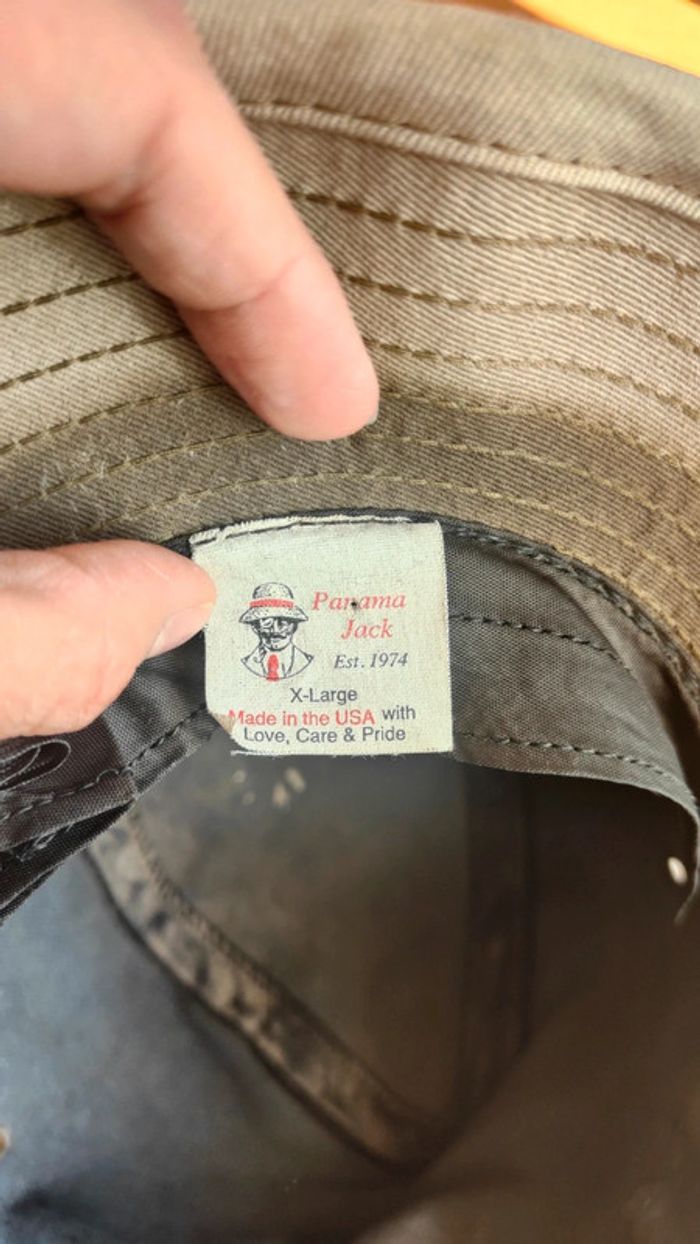 Panama
Jack
Est. 1974
X-Large
Made in the USA with
Love, Care & Pride